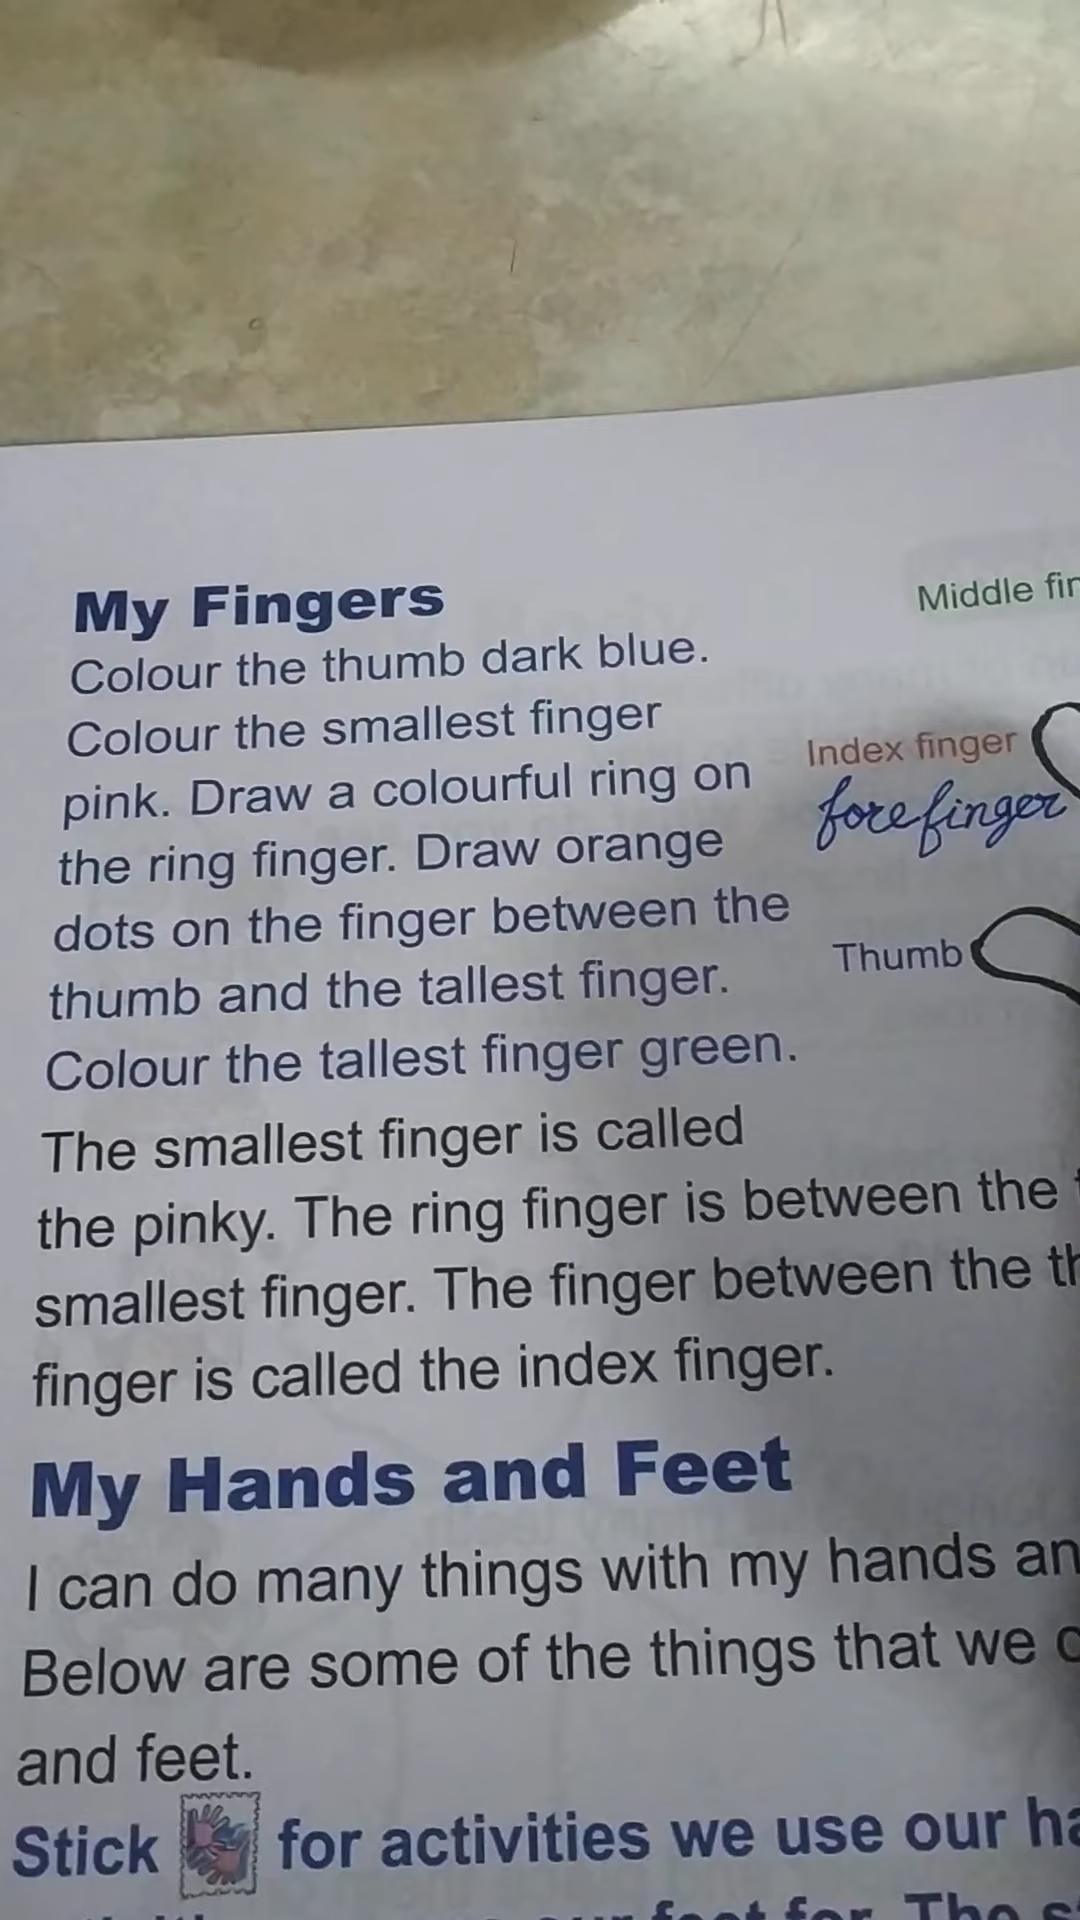 My Fingers
Colour the thumb dark blue.
Colour the smallest finger
pink. Draw a colourful ring on
the ring finger. Draw orange
dots on the finger between the
thumb and the tallest finger.
Colour the tallest finger green.
The smallest finger is called
the pinky. The ring finger is between the
smallest finger. The finger between the
finger is called the index finger.
Middle
Index finger
forefinger
Thumb
My Hands and Feet
I can do many things with my hands
Below are some of the things that we
and feet.
Stick for activities we use our
feet for. The